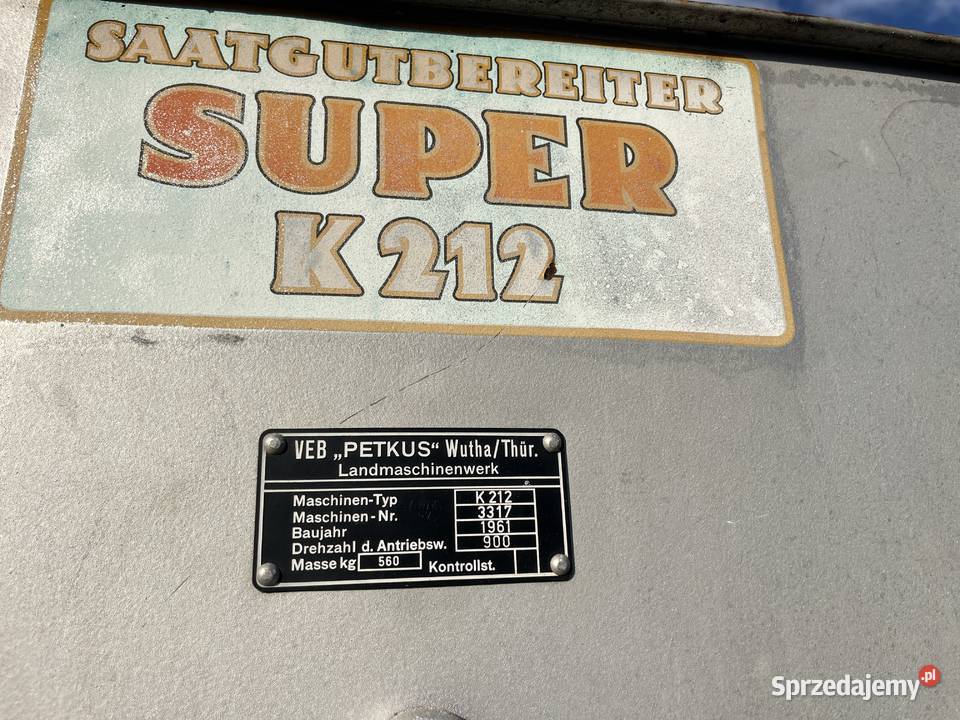 SAATGUTBEREITER
SUPER
K 212
VEB „PETKUS“ Wutha/Thür.
Landmaschinenwerk
Maschinen-Typ K 212
Maschinen-Nr. 3317
Baujahr 1961
Drehzahl d. Antriebsw. 900
Masse kg 560 Kontrollst.
Sprzedajemy.pl